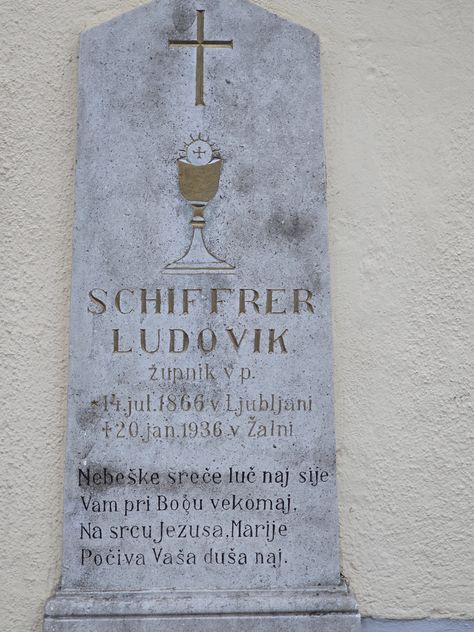 SCHIFFRER
LUDOVIK
župnik v p.
*14.jul.1866 v Ljubljani
†20.jan.1936 v Žalni
Nebeške sreče luč naj sije
Vam pri Bogu vekomaj,
Na srcu Jezusa, Marije
Počiva Vaša duša naj.